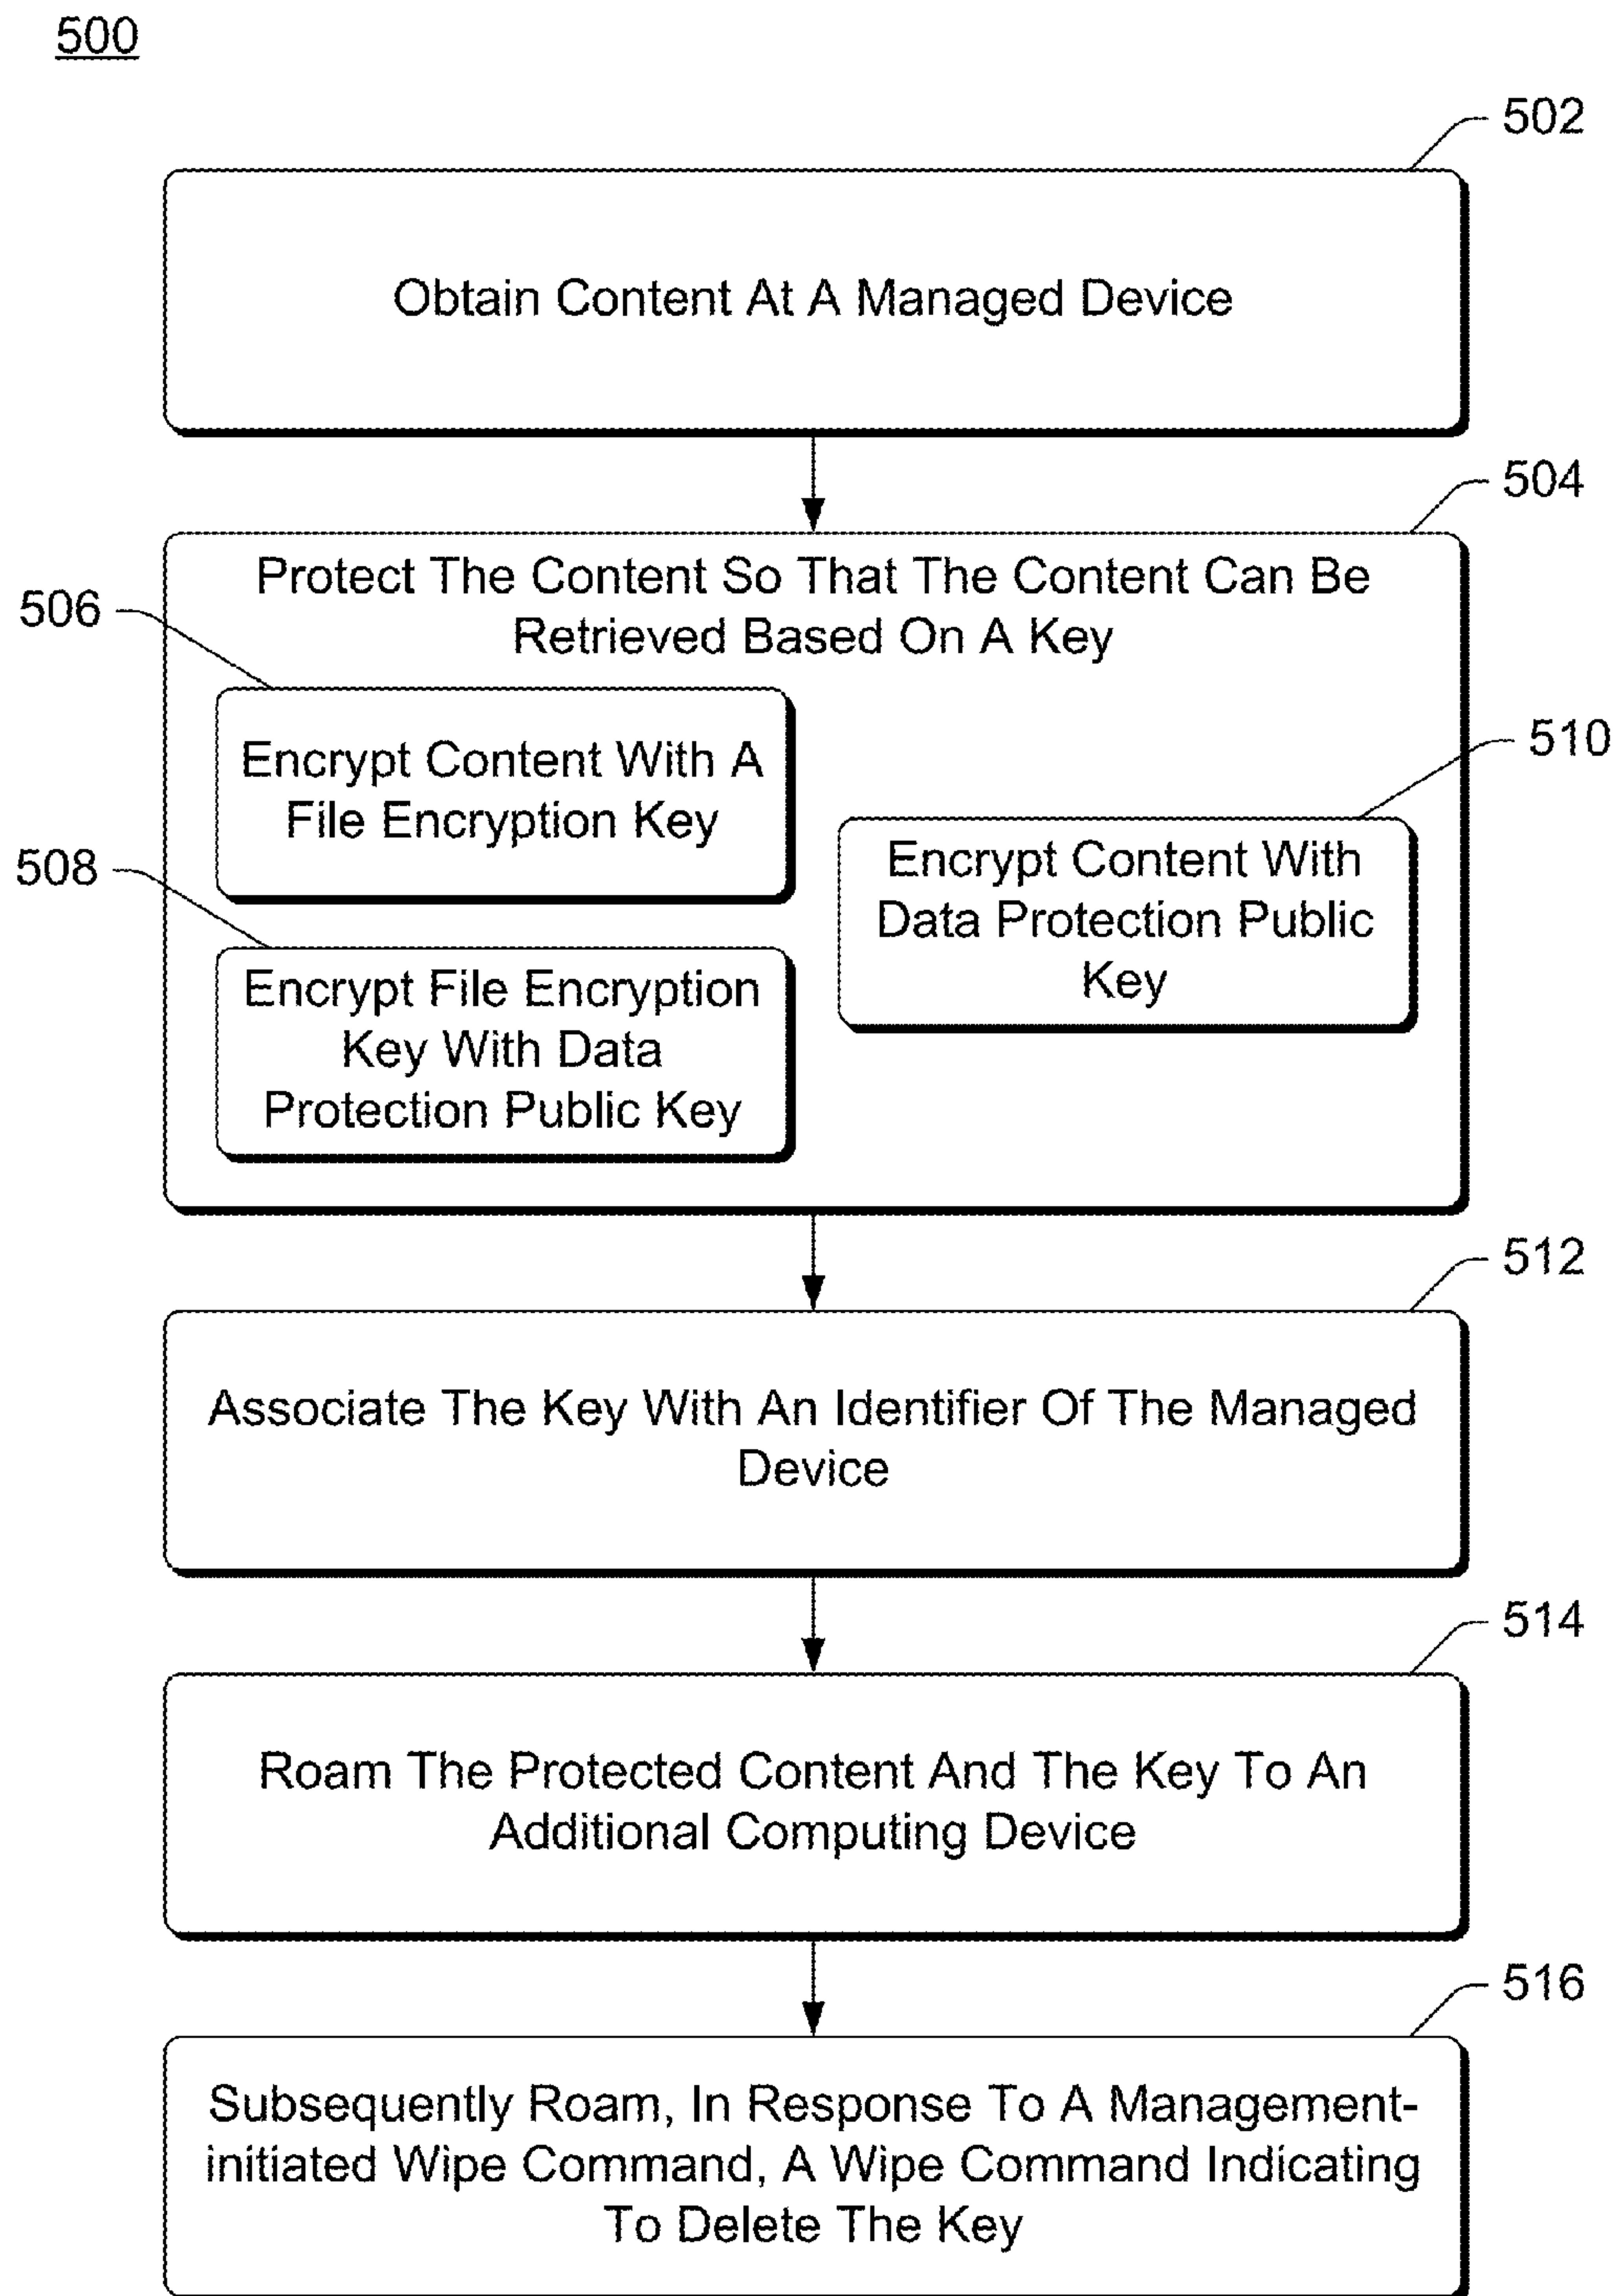 500
502
Obtain Content At A Managed Device
504
Protect The Content So That The Content Can Be
Retrieved Based On A Key
506
Encrypt Content With A
File Encryption Key
510
Encrypt Content With
Data Protection Public
Key
508
Encrypt File Encryption
Key With Data
Protection Public Key
512
Associate The Key With An Identifier Of The Managed
Device
514
Roam The Protected Content And The Key To An
Additional Computing Device
516
Subsequently Roam, In Response To A Management-
initiated Wipe Command, A Wipe Command Indicating
To Delete The Key